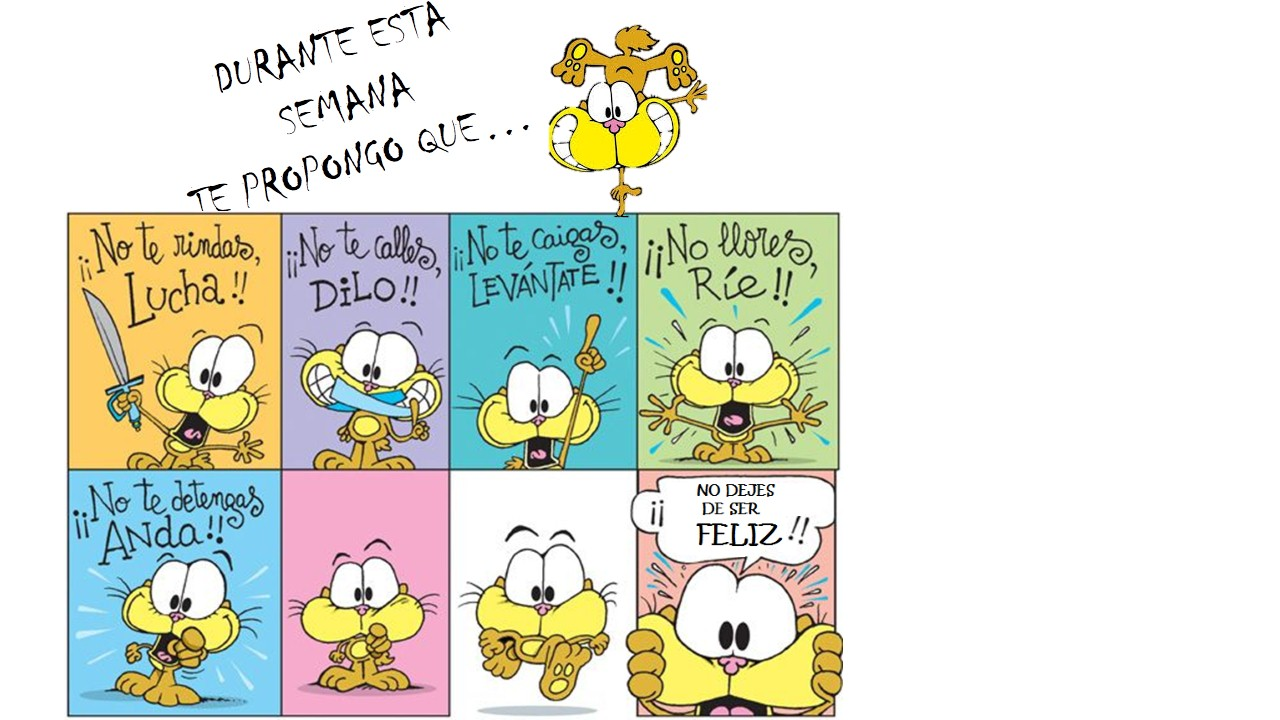 DURANTE ESTA
SEMANA
TE PROPONGO QUE...
¡¡No te rindas,
Lucha!!
¡¡No te calles,
DiLO!!
¡¡No te caigas,
LEVÁNTATE!!
¡¡No llores,
Ríe!!
¡¡No te detengas
ANda!!
NO DEJES
DE SER
¡¡ FELIZ !!